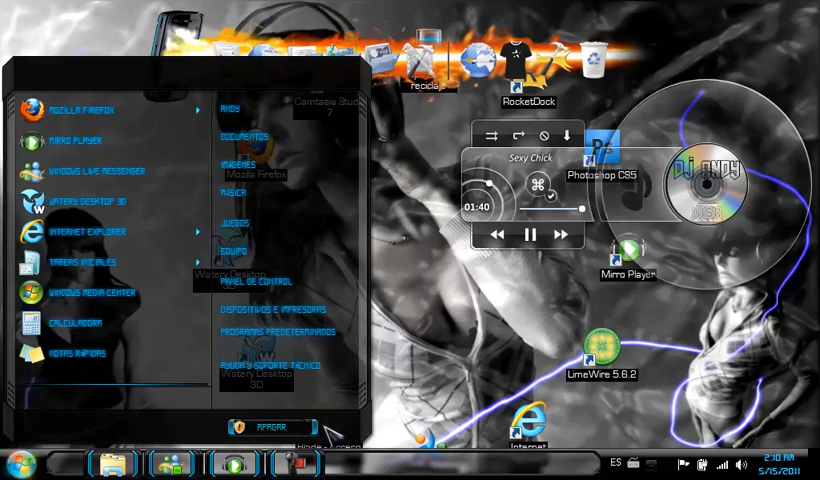 MOZILLA FIREFOX
MIRRO PLAYER
WINDOWS LIVE MESSENGER
WATERY DESKTOP 3D
INTERNET EXPLORER
TAREAS INICIALES
WINDOWS MEDIA CENTER
CALCULADORA
NOTAS RÁPIDAS
ANDY
DOCUMENTOS
IMÁGENES
MÚSICA
JUEGOS
EQUIPO
PANEL DE CONTROL
DISPOSITIVOS E IMPRESORAS
PROGRAMAS PREDETERMINADOS
AYUDA Y SOPORTE TÉCNICO
APAGAR
Camtasia Studio
7
Mozilla Firefox
Watery Desktop
3D
Watery Desktop
3D
RocketDock
Sexy Chick
01:40
Ps
Photoshop CS5
DJ ANDY
Mirro Player
LimeWire 5.6.2
Internet
ES
2:10 AM
5/15/2011